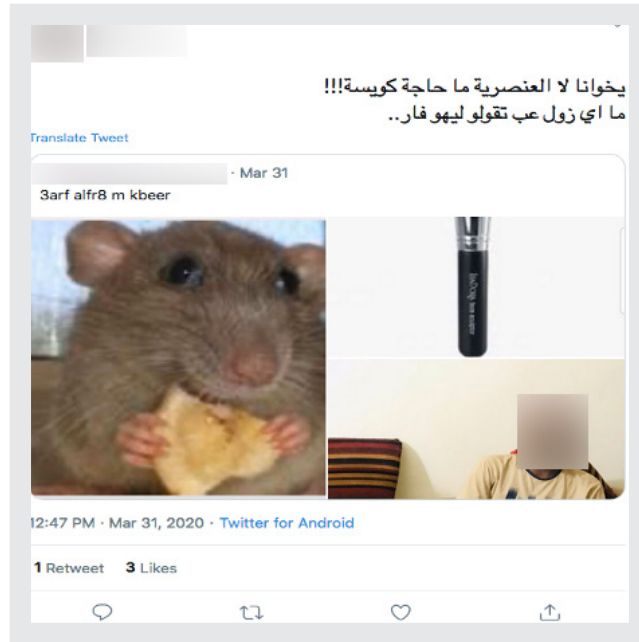 يخوانا لا العنصرية ما حاجة كويسة!!!
ما اي زول عب تقولو ليهو فار..
Translate Tweet
· Mar 31
3arf alfr8 m kbeer
12:47 PM · Mar 31, 2020 · Twitter for Android
1 Retweet 3 Likes